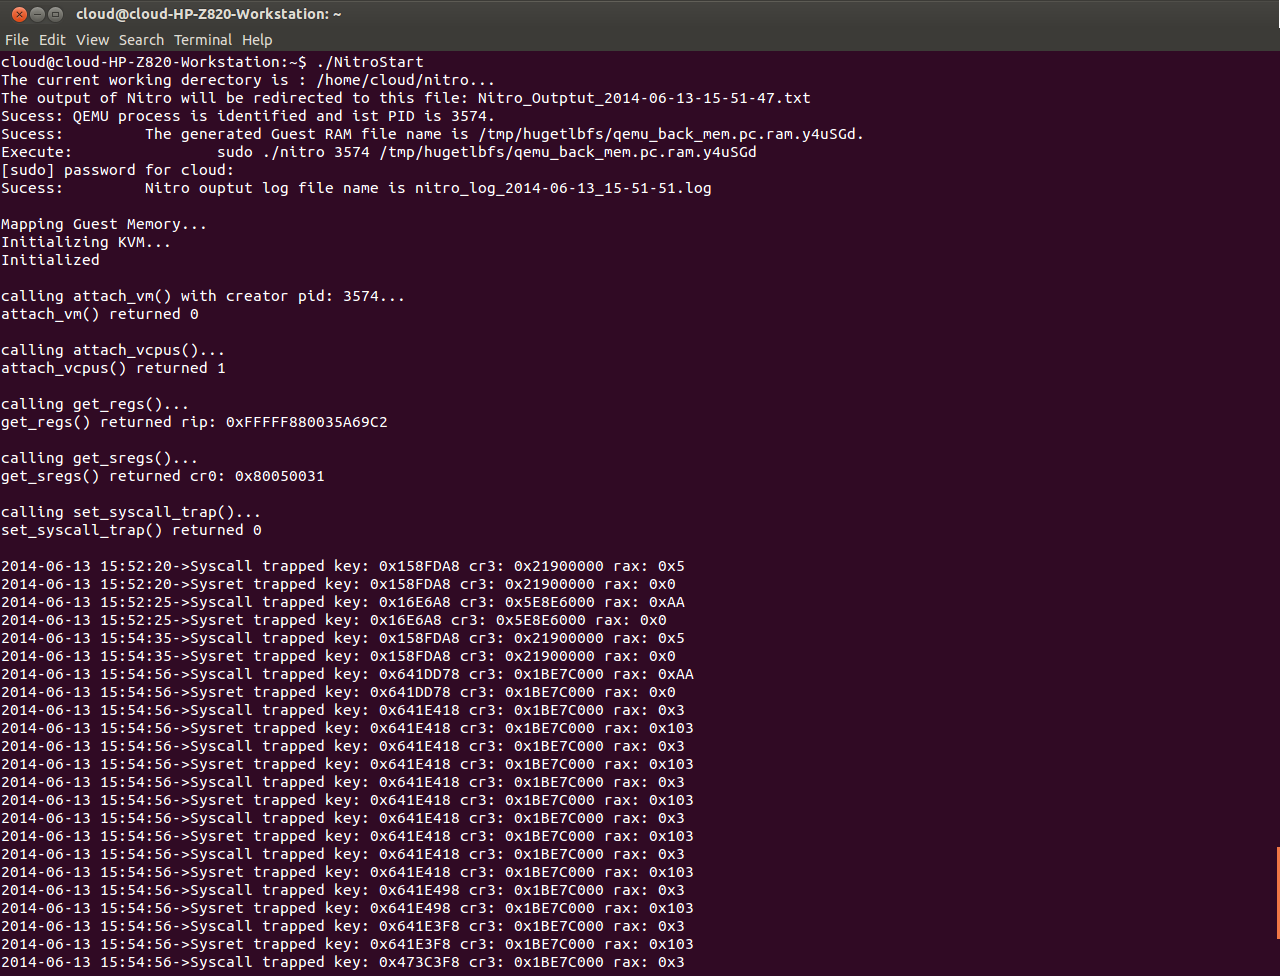 cloud@cloud-HP-Z820-Workstation: ~
File Edit View Search Terminal Help
cloud@cloud-HP-Z820-Workstation:~$ ./NitroStart
The current working derectory is : /home/cloud/nitro...
The output of Nitro will be redirected to this file: Nitro_Outptut_2014-06-13-15-51-47.txt
Sucess: QEMU process is identified and ist PID is 3574.
Sucess:         The generated Guest RAM file name is /tmp/hugetlbfs/qemu_back_mem.pc.ram.y4uSGd.
Execute:                sudo ./nitro 3574 /tmp/hugetlbfs/qemu_back_mem.pc.ram.y4uSGd
[sudo] password for cloud:
Sucess:         Nitro ouptut log file name is nitro_log_2014-06-13_15-51-51.log
Mapping Guest Memory...
Initializing KVM...
Initialized
calling attach_vm() with creator pid: 3574...
attach_vm() returned 0
calling attach_vcpus()...
attach_vcpus() returned 1
calling get_regs()...
get_regs() returned rip: 0xFFFFF880035A69C2
calling get_sregs()...
get_sregs() returned cr0: 0x80050031
calling set_syscall_trap()...
set_syscall_trap() returned 0
2014-06-13 15:52:20->Syscall trapped key: 0x158FDA8 cr3: 0x21900000 rax: 0x5
2014-06-13 15:52:20->Sysret trapped key: 0x158FDA8 cr3: 0x21900000 rax: 0x0
2014-06-13 15:52:25->Syscall trapped key: 0x16E6A8 cr3: 0x5E8E6000 rax: 0xAA
2014-06-13 15:52:25->Sysret trapped key: 0x16E6A8 cr3: 0x5E8E6000 rax: 0x0
2014-06-13 15:54:35->Syscall trapped key: 0x158FDA8 cr3: 0x21900000 rax: 0x5
2014-06-13 15:54:35->Sysret trapped key: 0x158FDA8 cr3: 0x21900000 rax: 0x0
2014-06-13 15:54:56->Syscall trapped key: 0x641DD78 cr3: 0x1BE7C000 rax: 0xAA
2014-06-13 15:54:56->Sysret trapped key: 0x641DD78 cr3: 0x1BE7C000 rax: 0x0
2014-06-13 15:54:56->Syscall trapped key: 0x641E418 cr3: 0x1BE7C000 rax: 0x3
2014-06-13 15:54:56->Sysret trapped key: 0x641E418 cr3: 0x1BE7C000 rax: 0x103
2014-06-13 15:54:56->Syscall trapped key: 0x641E418 cr3: 0x1BE7C000 rax: 0x3
2014-06-13 15:54:56->Sysret trapped key: 0x641E418 cr3: 0x1BE7C000 rax: 0x103
2014-06-13 15:54:56->Syscall trapped key: 0x641E418 cr3: 0x1BE7C000 rax: 0x3
2014-06-13 15:54:56->Sysret trapped key: 0x641E418 cr3: 0x1BE7C000 rax: 0x103
2014-06-13 15:54:56->Syscall trapped key: 0x641E418 cr3: 0x1BE7C000 rax: 0x3
2014-06-13 15:54:56->Sysret trapped key: 0x641E418 cr3: 0x1BE7C000 rax: 0x103
2014-06-13 15:54:56->Syscall trapped key: 0x641E418 cr3: 0x1BE7C000 rax: 0x3
2014-06-13 15:54:56->Sysret trapped key: 0x641E418 cr3: 0x1BE7C000 rax: 0x103
2014-06-13 15:54:56->Syscall trapped key: 0x641E498 cr3: 0x1BE7C000 rax: 0x3
2014-06-13 15:54:56->Sysret trapped key: 0x641E498 cr3: 0x1BE7C000 rax: 0x103
2014-06-13 15:54:56->Syscall trapped key: 0x641E3F8 cr3: 0x1BE7C000 rax: 0x3
2014-06-13 15:54:56->Sysret trapped key: 0x641E3F8 cr3: 0x1BE7C000 rax: 0x103
2014-06-13 15:54:56->Syscall trapped key: 0x473C3F8 cr3: 0x1BE7C000 rax: 0x3